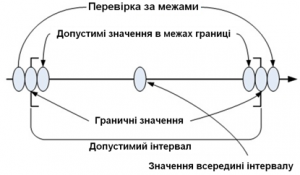 Перевірка за межами
Допустимі значення в межах границі
Граничні значення
Допустимий інтервал
Значення всередині інтервалу